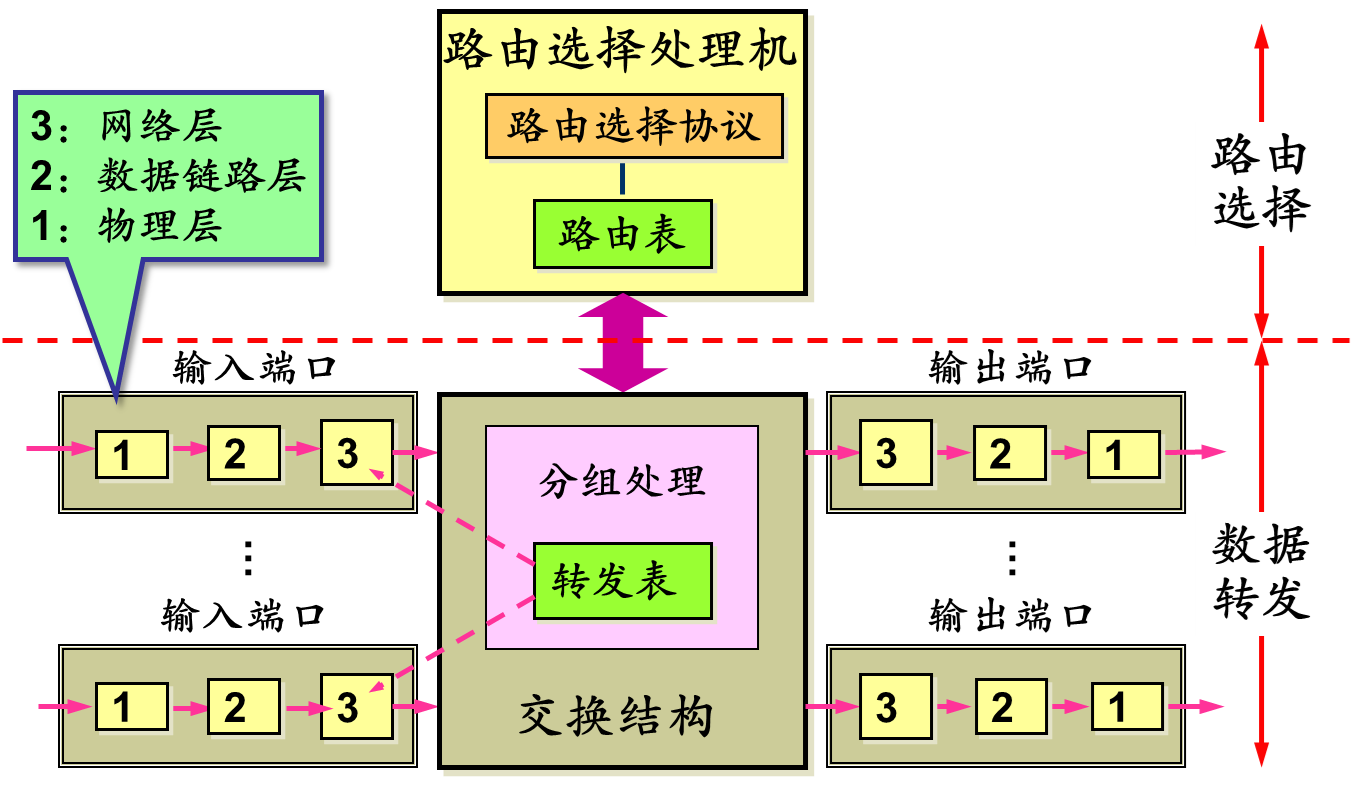 路由选择处理机
路由选择协议
路由表
3：网络层
2：数据链路层
1：物理层
路由
选择
输入端口
1
2
3
输出端口
3
2
1
分组处理
转发表
交换结构
…
…
输入端口
1
2
3
输出端口
3
2
1
数据
转发